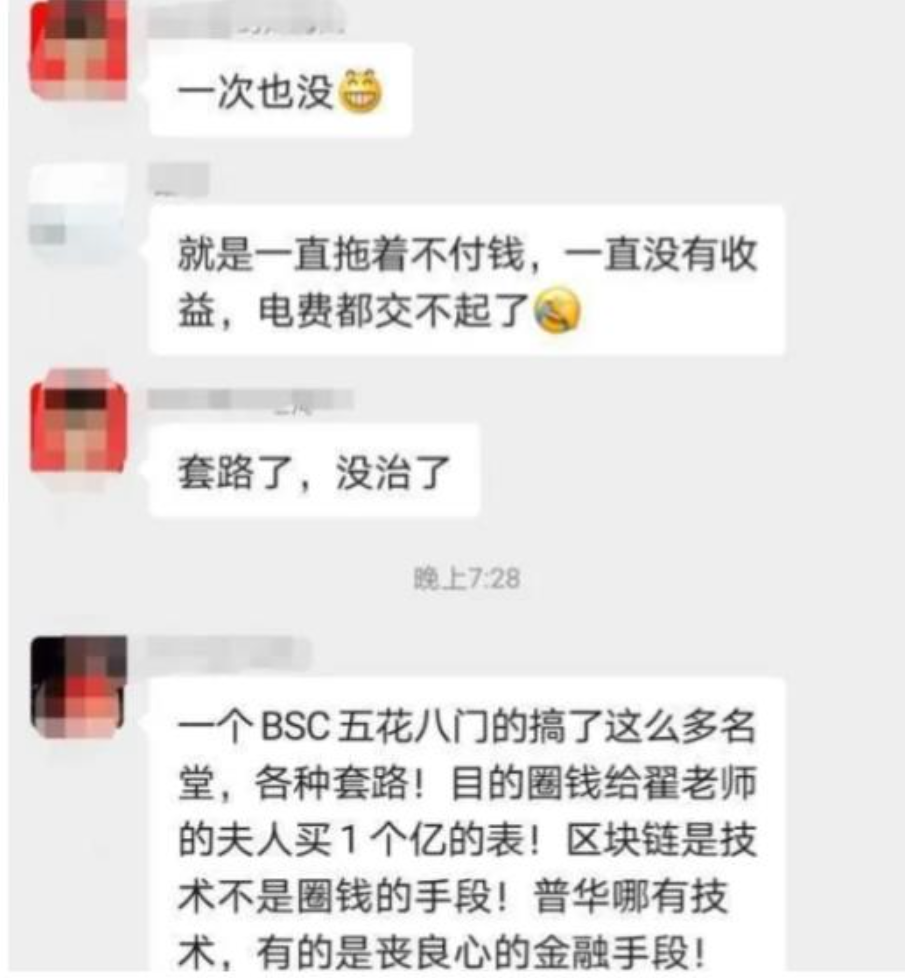 一次也没😁
就是一直拖着不付钱，一直没有收
益，电费都交不起了🤣
套路了，没治了
晚上7:28
一个BSC五花八门的搞了这么多名
堂，各种套路！目的圈钱给翟老师
的夫人买1个亿的表！区块链是技
术不是圈钱的手段！普华哪有技
术，有的是丧良心的金融手段！